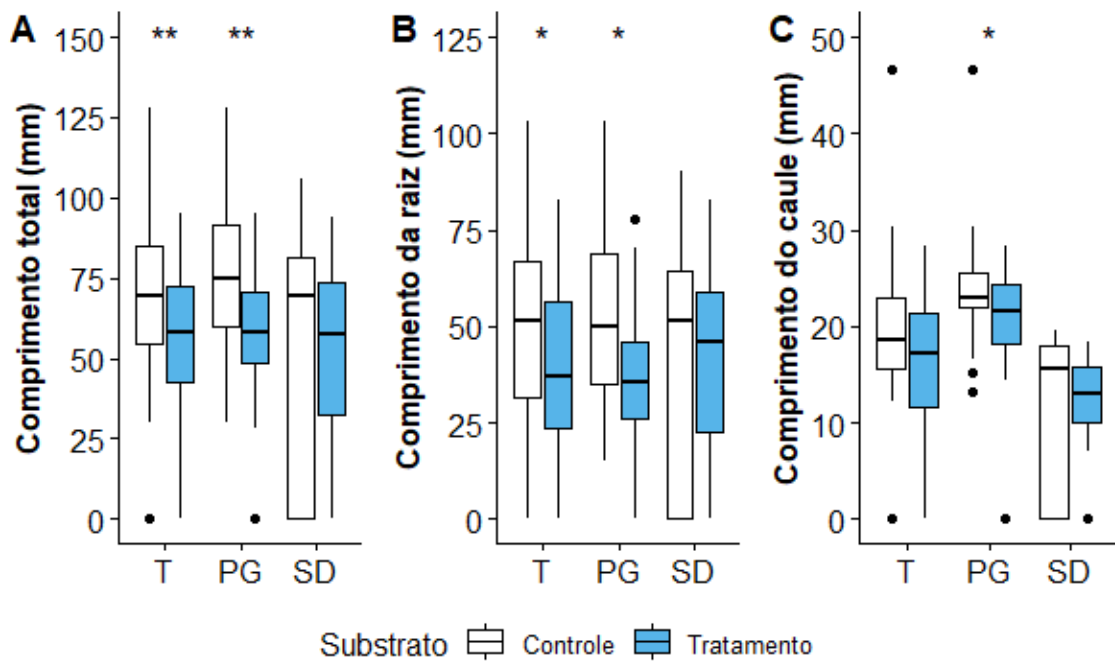 A
Comprimento total (mm)
150
125
100
75
50
25
0
** **
T PG SD
B
Comprimento da raiz (mm)
125
100
75
50
25
0
* *
T PG SD
C
Comprimento do caule (mm)
50
40
30
20
10
0
*
T PG SD
Substrato Controle Tratamento